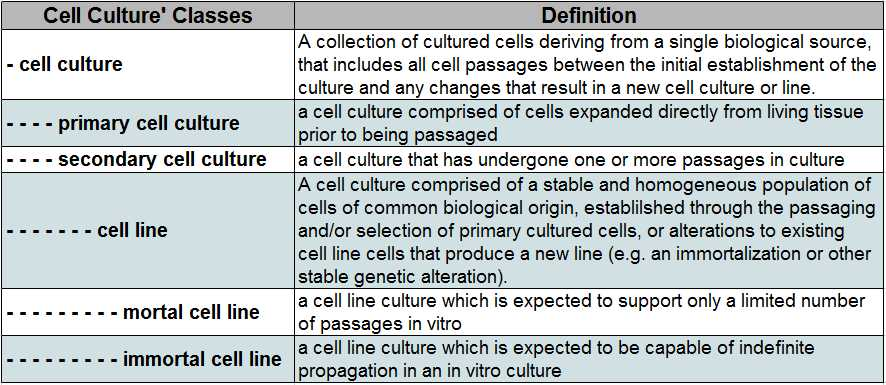 Cell Culture' Classes
Definition
- cell culture
A collection of cultured cells deriving from a single biological source,
that includes all cell passages between the initial establishment of the
culture and any changes that result in a new cell culture or line.
- - - - primary cell culture
a cell culture comprised of cells expanded directly from living tissue
prior to being passaged
- - - - secondary cell culture
a cell culture that has undergone one or more passages in culture
- - - - - - - cell line
A cell culture comprised of a stable and homogeneous population of
cells of common biological origin, establilshed through the passaging
and/or selection of primary cultured cells, or alterations to existing
cell line cells that produce a new line (e.g. an immortalization or other
stable genetic alteration).
- - - - - - - - - mortal cell line
a cell line culture which is expected to support only a limited number
of passages in vitro
- - - - - - - - - immortal cell line
a cell line culture which is expected to be capable of indefinite
propagation in an in vitro culture